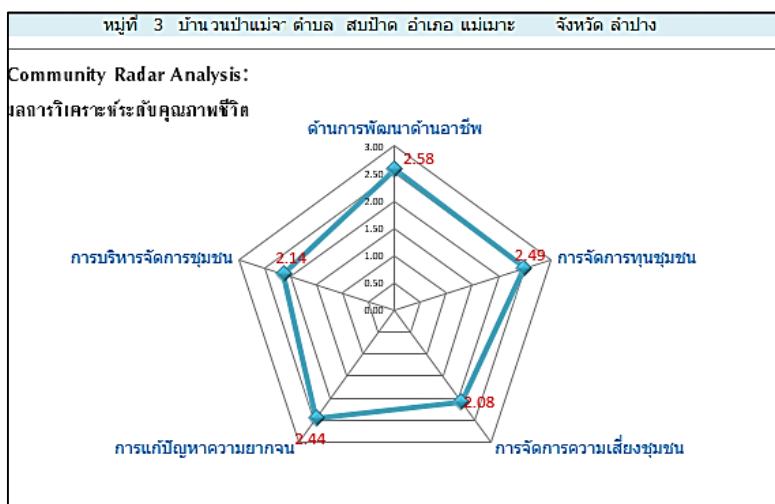 หมู่ที่ 3 บ้านวนป่าแม่จา ตำบล สบป้าด อำเภอ แม่เมาะ จังหวัด ลำปาง
Community Radar Analysis:
ผลการวิเคราะห์ระดับคุณภาพชีวิต
ด้านการพัฒนาด้านอาชีพ
3.00
2.58
2.50
2.00
1.50
1.00
0.50
0.00
การบริหารจัดการชุมชน
2.14
2.49
การจัดการทุนชุมชน
2.08
2.44
การแก้ปัญหาความยากจน
การจัดการความเสี่ยงชุมชน